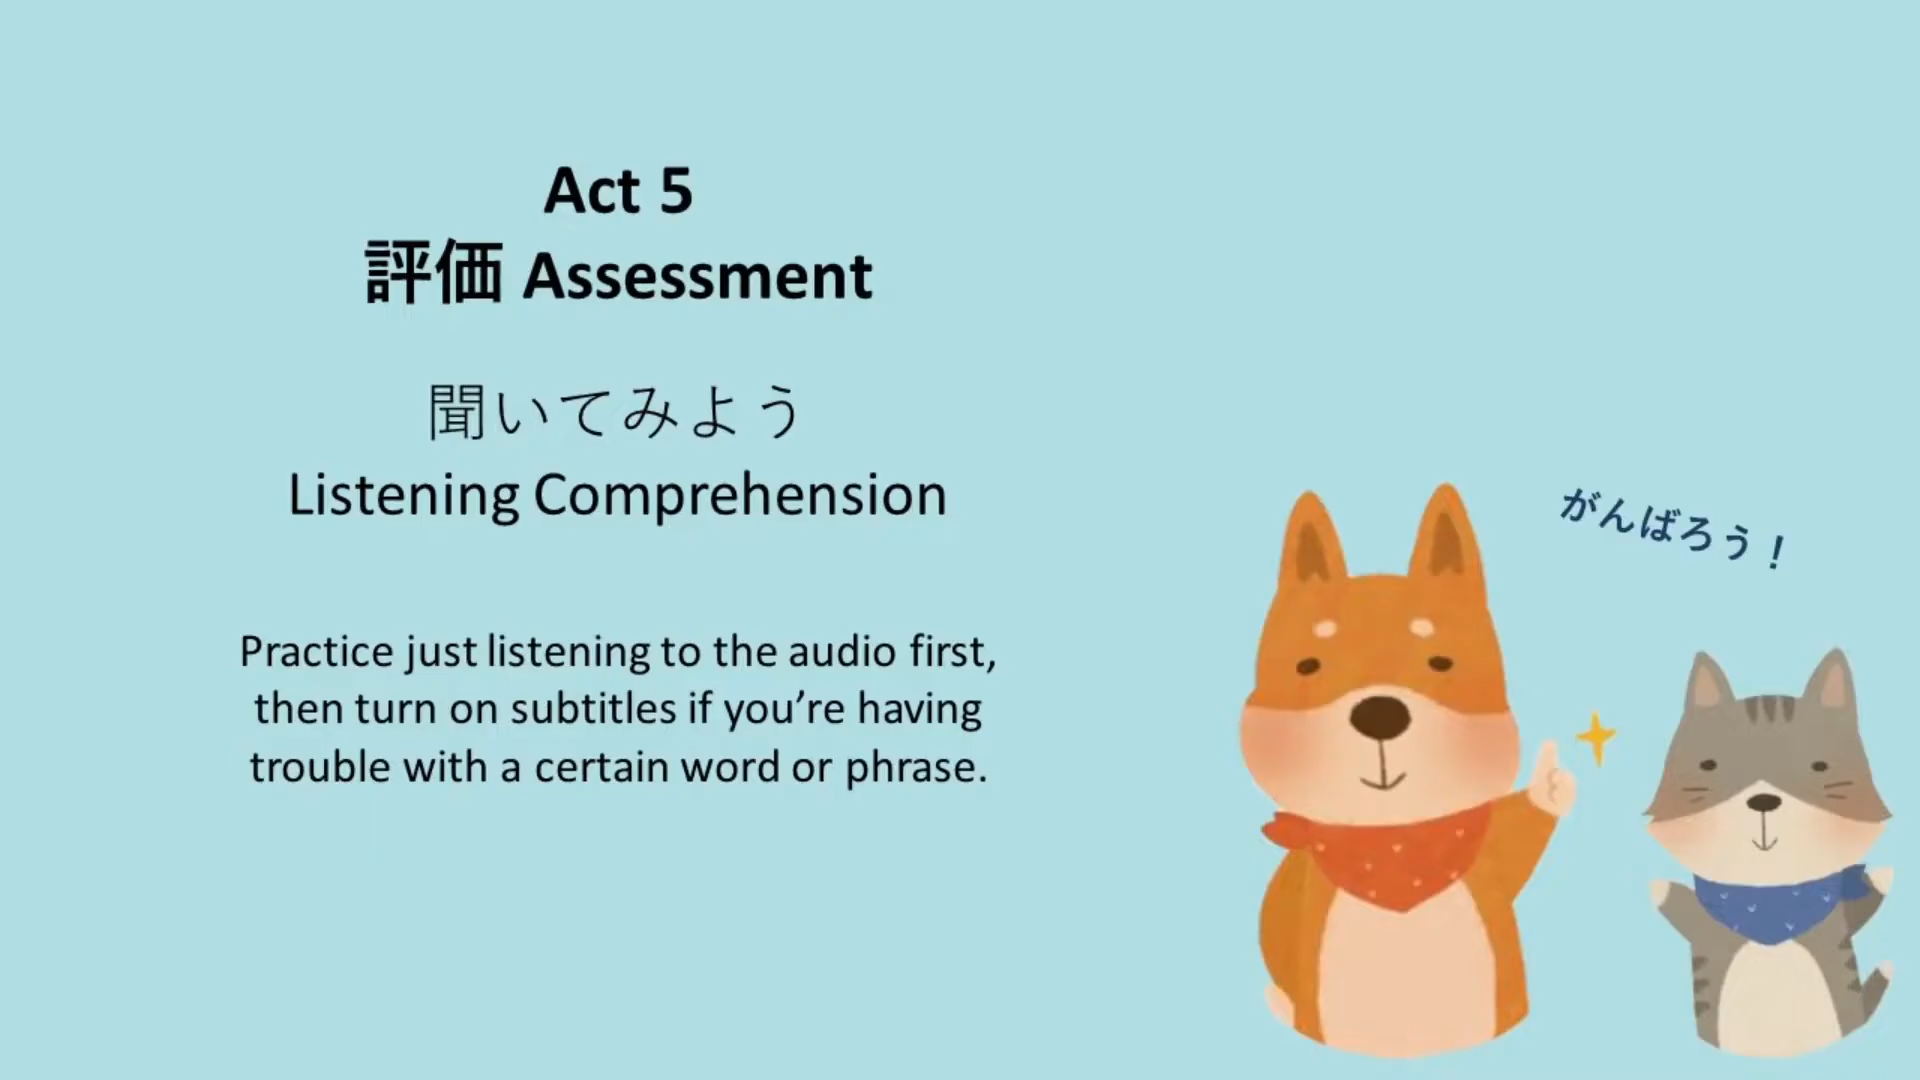 Act 5
評価 Assessment
聞いてみよう
Listening Comprehension
Practice just listening to the audio first,
then turn on subtitles if you’re having
trouble with a certain word or phrase.
がんばろう！